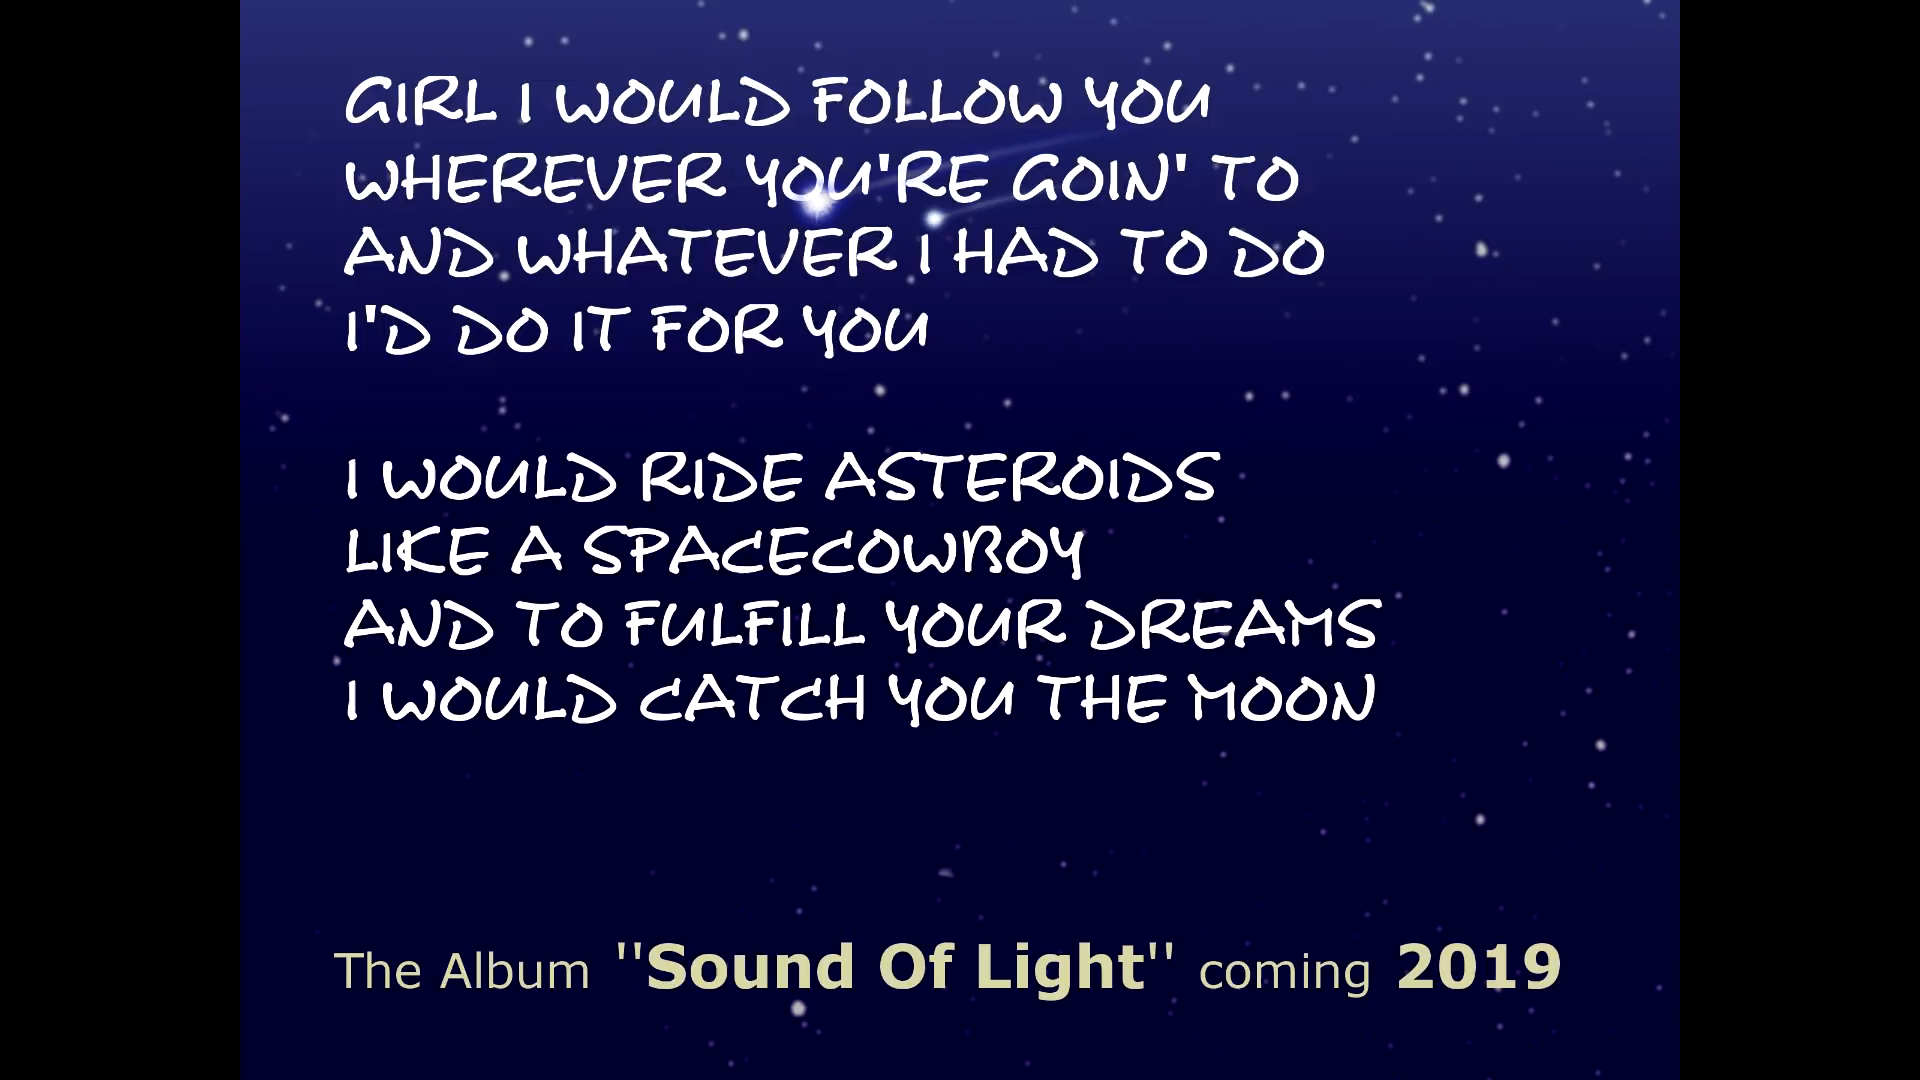 GIRL I WOULD FOLLOW YOU
WHEREVER YOU'RE GOIN' TO
AND WHATEVER I HAD TO DO
I'D DO IT FOR YOU
I WOULD RIDE ASTEROIDS
LIKE A SPACECOWBOY
AND TO FULFILL YOUR DREAMS
I WOULD CATCH YOU THE MOON
The Album "Sound Of Light" coming 2019